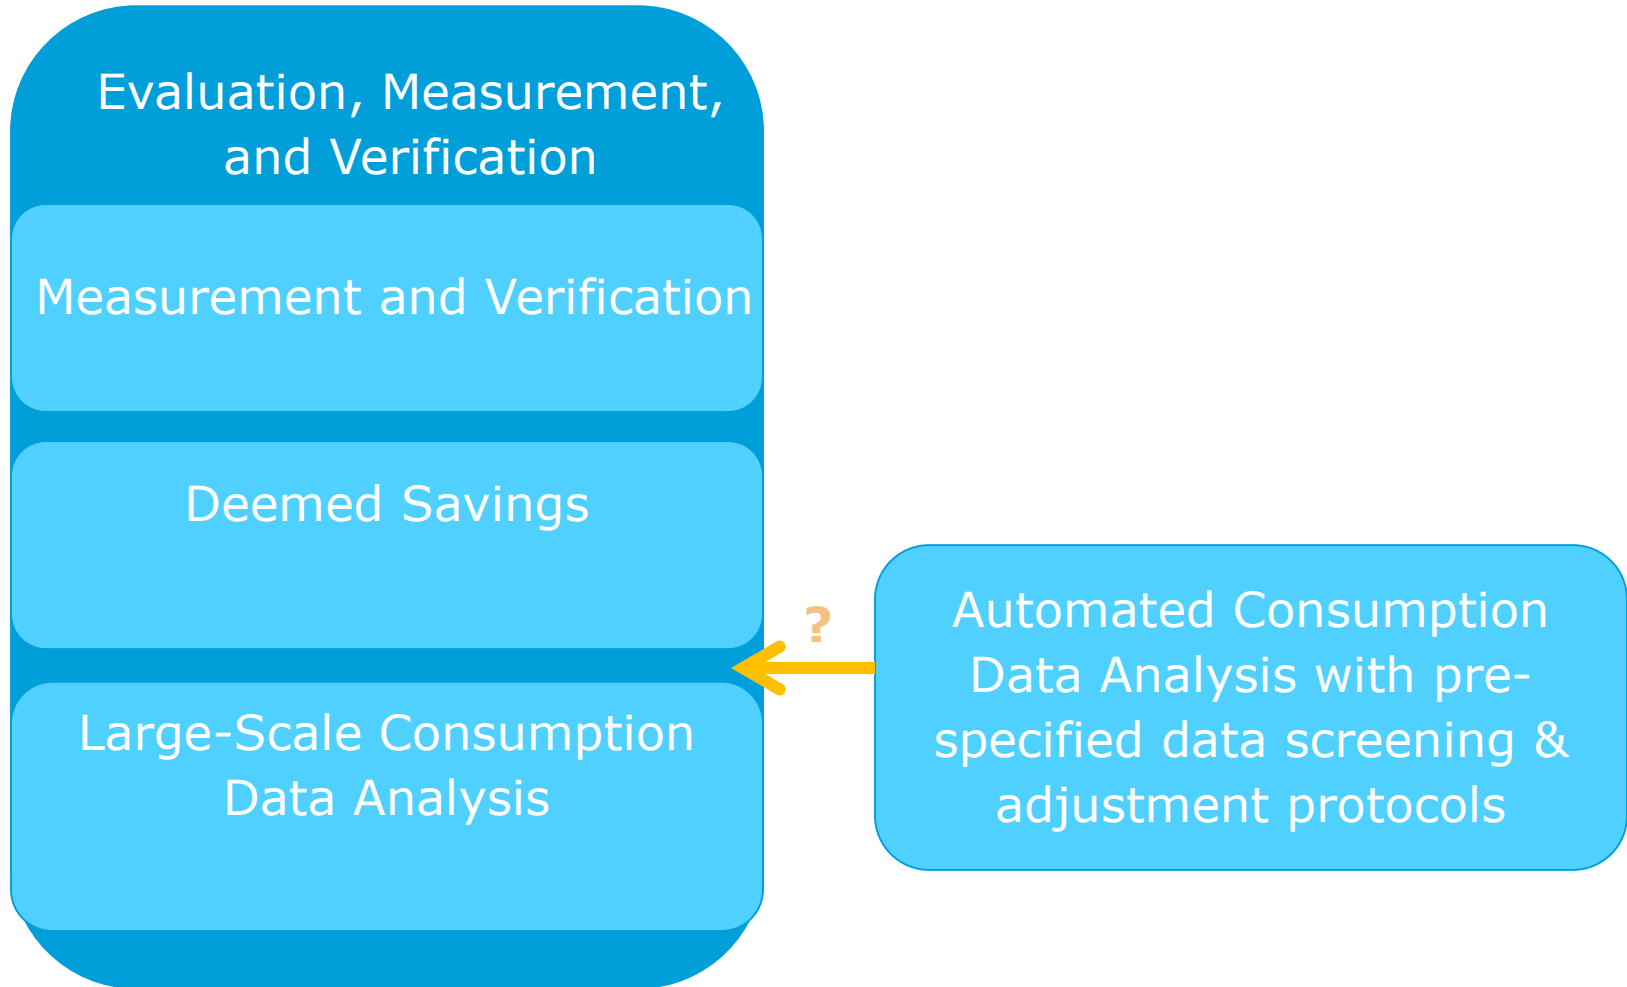 Evaluation, Measurement,
and Verification
Measurement and Verification
Deemed Savings
Large-Scale Consumption
Data Analysis
?
Automated Consumption
Data Analysis with pre-
specified data screening &
adjustment protocols